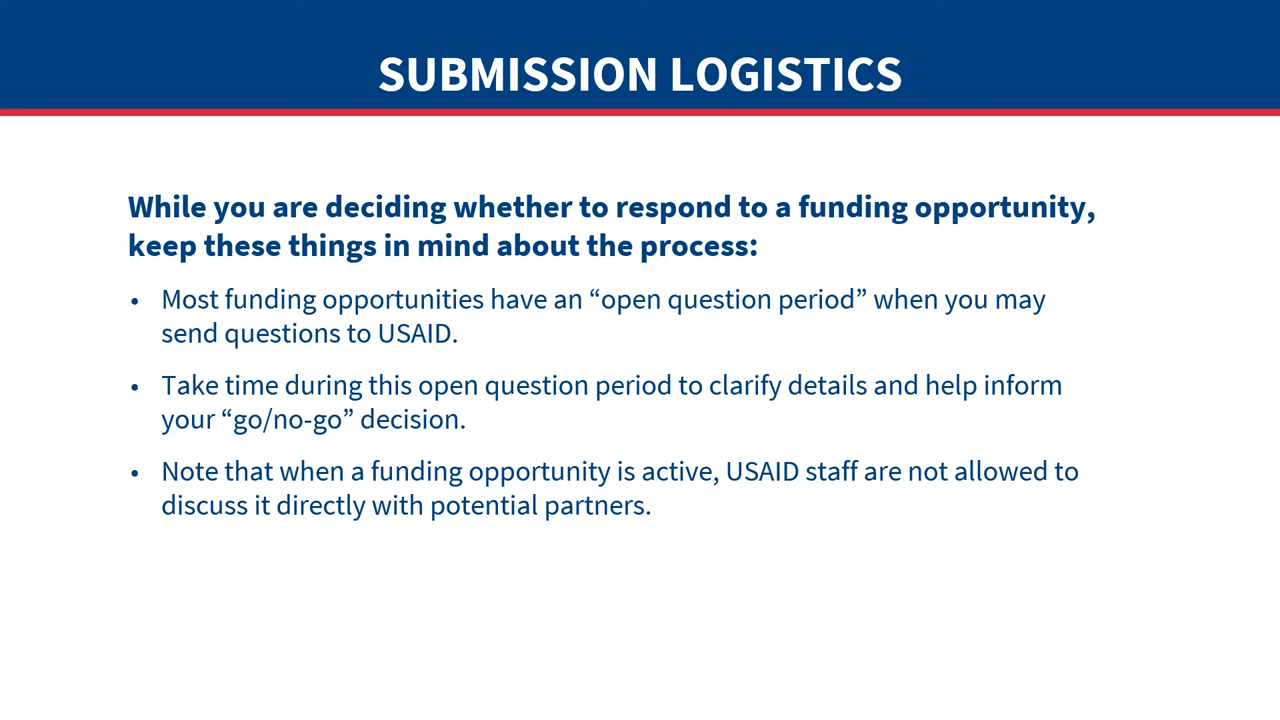 SUBMISSION LOGISTICS
While you are deciding whether to respond to a funding opportunity,
keep these things in mind about the process:
• Most funding opportunities have an “open question period” when you may
send questions to USAID.
• Take time during this open question period to clarify details and help inform
your “go/no-go” decision.
• Note that when a funding opportunity is active, USAID staff are not allowed to
discuss it directly with potential partners.